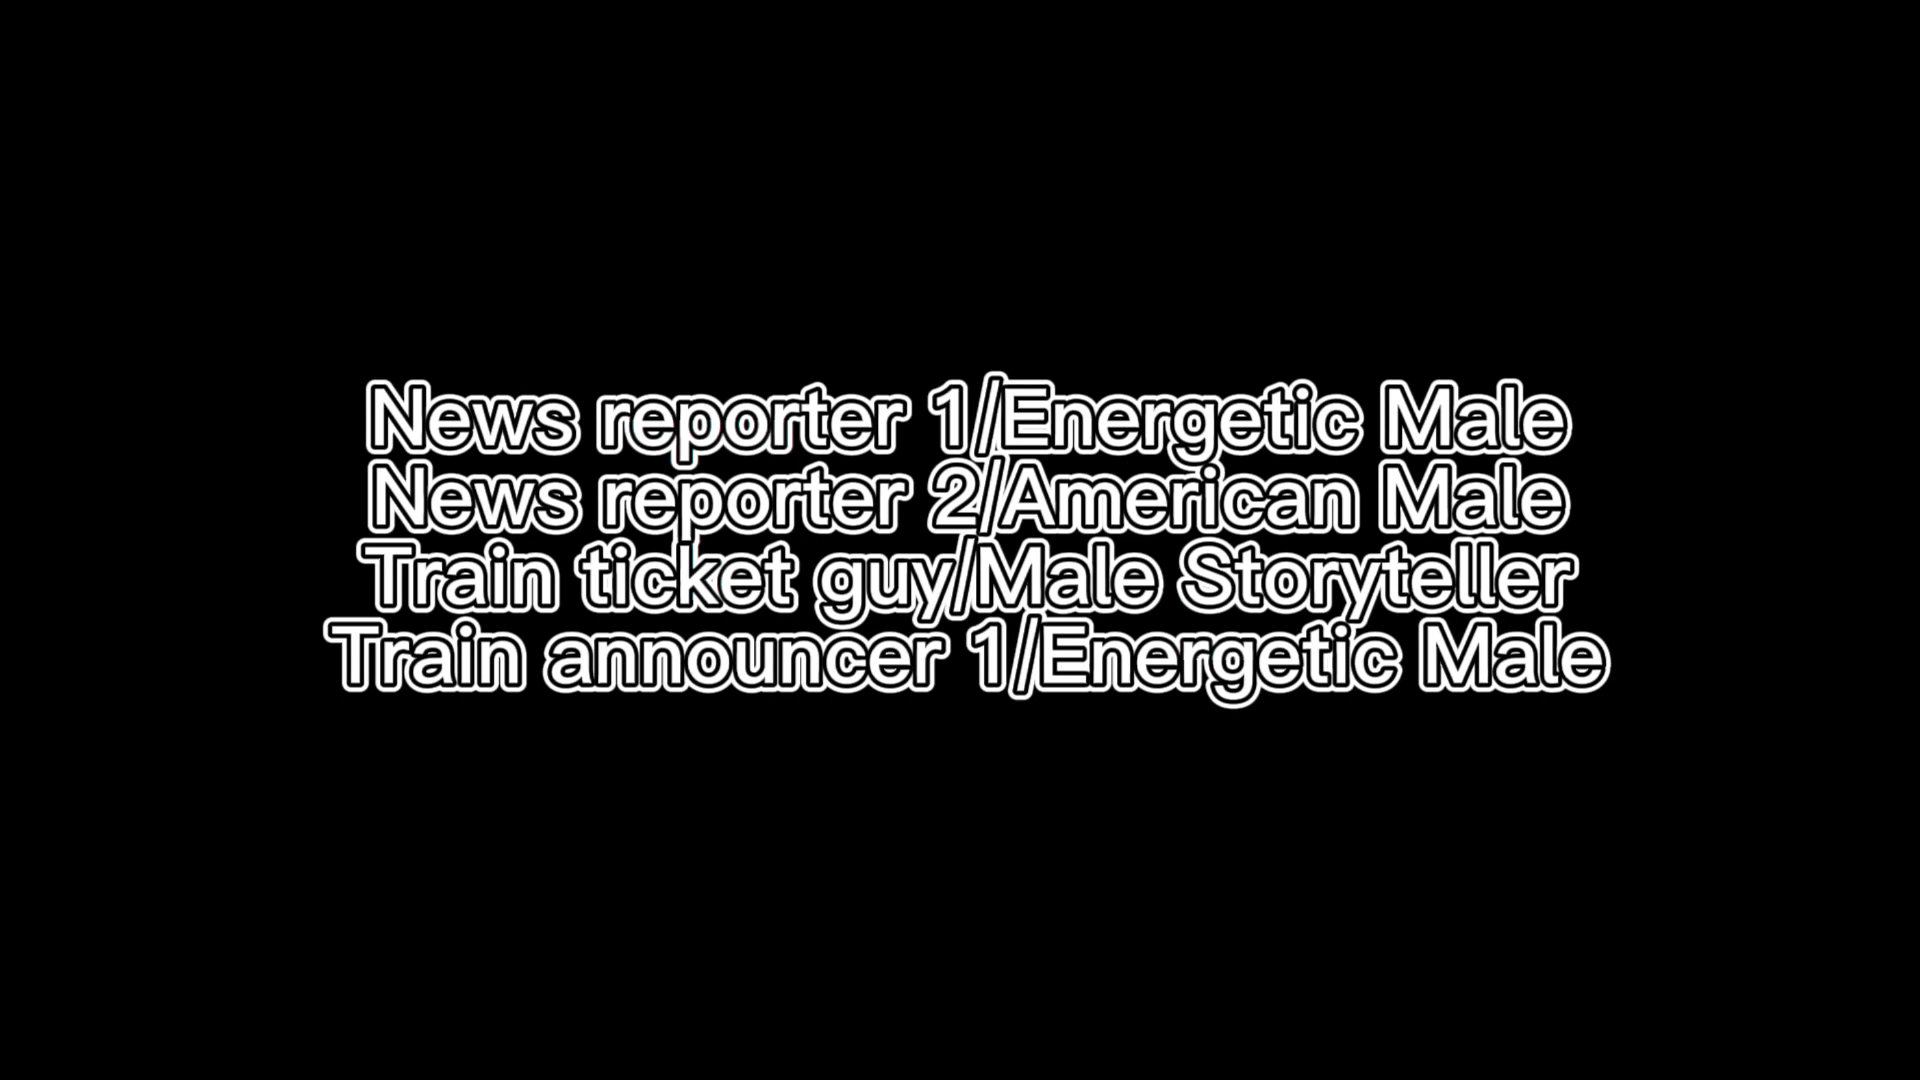 News reporter 1/Energetic Male
News reporter 2/American Male
Train ticket guy/Male Storyteller
Train announcer 1/Energetic Male